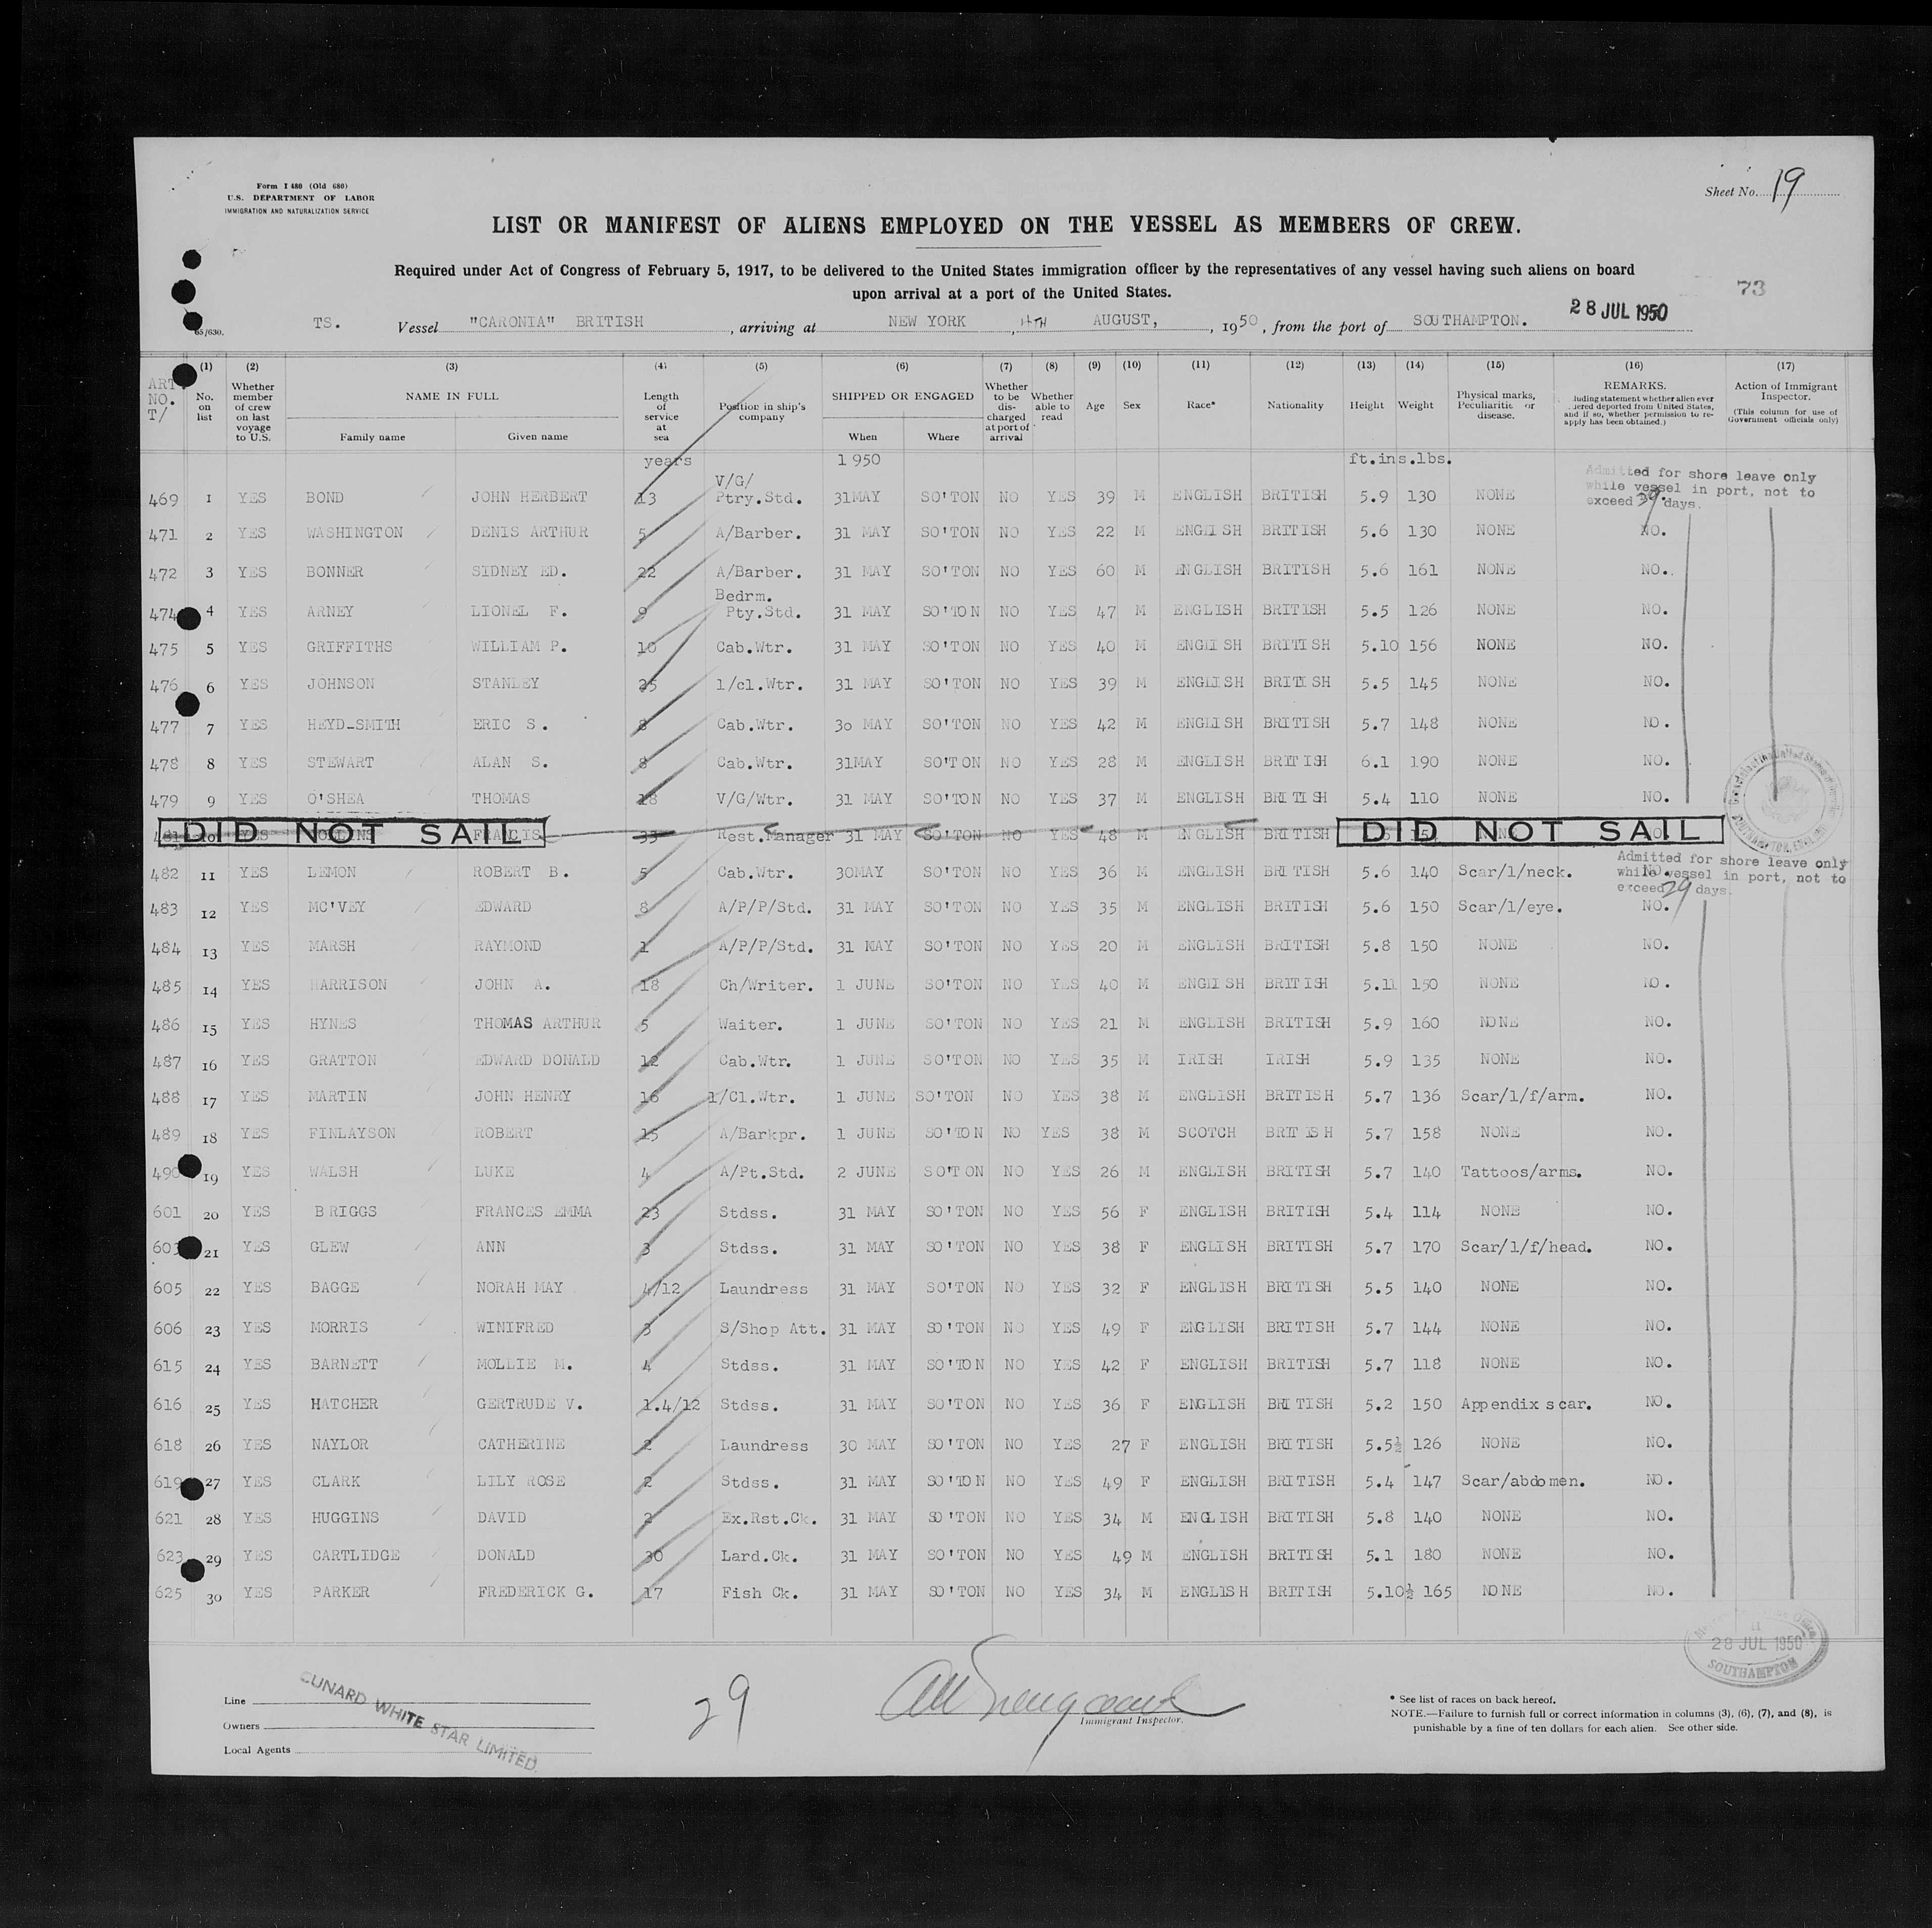 Form I 480 (Old 680)
U.S. DEPARTMENT OF LABOR
IMMIGRATION AND NATURALIZATION SERVICE
Sheet No. 19
LIST OR MANIFEST OF ALIENS EMPLOYED ON THE VESSEL AS MEMBERS OF CREW.
Required under Act of Congress of February 5, 1917, to be delivered to the United States immigration officer by the representatives of any vessel having such aliens on board
upon arrival at a port of the United States.
73
65/630. TS. Vessel "CARONIA" BRITISH, arriving at NEW YORK, 4TH AUGUST, 1950, from the port of SOUTHAMPTON. 28 JUL 1950
(1) (2) (3) (4) (5) (6) (7) (8) (9) (10) (11) (12) (13) (14) (15) (16) (17)
ART NO. T/
No. on list
Whether member of crew on last voyage to U.S.
NAME IN FULL
Family name Given name
Length of service at sea
Position in ship's company
SHIPPED OR ENGAGED
When Where
Whether to be discharged at port of arrival
Whether able to read
Age Sex Race* Nationality Height Weight
Physical marks, Peculiarities or disease.
REMARKS.
luding statement whether alien ever
ered deported from United States,
and if so, whether permission to re-
apply has been obtained.)
Action of Immigrant Inspector.
(This column for use of Government officials only)
years 1950 ft.ins.lbs.
Admitted for shore leave only
while vessel in port, not to
exceed 29 days.
469 1 YES BOND JOHN HERBERT 13 V/G/ Ptry.Std. 31MAY SO'TON NO YES 39 M ENGLISH BRITISH 5.9 130 NONE
471 2 YES WASHINGTON DENIS ARTHUR 5 A/Barber. 31 MAY SO'TON NO YES 22 M ENGLISH BRITISH 5.6 130 NONE NO.
472 3 YES BONNER SIDNEY ED. 22 A/Barber. 31 MAY SO'TON NO YES 60 M ENGLISH BRITISH 5.6 161 NONE NO.
474 4 YES ARNEY LIONEL F. 9 Bedrm. Pty.Std. 31 MAY SO'TON NO YES 47 M ENGLISH BRITISH 5.5 126 NONE NO.
475 5 YES GRIFFITHS WILLIAM P. 10 Cab.Wtr. 31 MAY SO'TON NO YES 40 M ENGLISH BRITISH 5.10 156 NONE NO.
476 6 YES JOHNSON STANLEY 25 1/cl.Wtr. 31 MAY SO'TON NO YES 39 M ENGLISH BRITISH 5.5 145 NONE NO.
477 7 YES HEYD-SMITH ERIC S. 8 Cab.Wtr. 30 MAY SO'TON NO YES 42 M ENGLISH BRITISH 5.7 148 NONE NO.
478 8 YES STEWART ALAN S. 8 Cab.Wtr. 31MAY SO'TON NO YES 28 M ENGLISH BRITISH 6.1 190 NONE NO.
479 9 YES O'SHEA THOMAS 18 V/G/Wtr. 31 MAY SO'TON NO YES 37 M ENGLISH BRITISH 5.4 110 NONE NO.
481 10 YES FRANCIS 33 Rest.Manager 31 MAY SO'TON NO YES 48 M ENGLISH BRITISH
DID NOT SAIL DID NOT SAIL
Admitted for shore leave only
while vessel in port, not to
exceed 29 days.
482 11 YES LEMON ROBERT B. 5 Cab.Wtr. 30MAY SO'TON NO YES 36 M ENGLISH BRITISH 5.6 140 Scar/l/neck. NO.
483 12 YES MC'VEY EDWARD 8 A/P/P/Std. 31 MAY SO'TON NO YES 35 M ENGLISH BRITISH 5.6 150 Scar/l/eye. NO.
484 13 YES MARSH RAYMOND 1 A/P/P/Std. 31 MAY SO'TON NO YES 20 M ENGLISH BRITISH 5.8 150 NONE NO.
485 14 YES HARRISON JOHN A. 18 Ch/Writer. 1 JUNE SO'TON NO YES 40 M ENGLISH BRITISH 5.11 150 NONE NO.
486 15 YES HYNES THOMAS ARTHUR 5 Waiter. 1 JUNE SO'TON NO YES 21 M ENGLISH BRITISH 5.9 160 NONE NO.
487 16 YES GRATTON EDWARD DONALD 12 Cab.Wtr. 1 JUNE SO'TON NO YES 35 M IRISH IRISH 5.9 135 NONE NO.
488 17 YES MARTIN JOHN HENRY 16 1/Cl.Wtr. 1 JUNE SO'TON NO YES 38 M ENGLISH BRITISH 5.7 136 Scar/l/f/arm. NO.
489 18 YES FINLAYSON ROBERT 15 A/Barkpr. 1 JUNE SO'TON NO YES 38 M SCOTCH BRITISH 5.7 158 NONE NO.
490 19 YES WALSH LUKE 4 A/Pt.Std. 2 JUNE SO'TON NO YES 26 M ENGLISH BRITISH 5.7 140 Tattoos/arms. NO.
601 20 YES BRIGGS FRANCES EMMA 23 Stdss. 31 MAY SO'TON NO YES 56 F ENGLISH BRITISH 5.4 114 NONE NO.
603 21 YES GLEW ANN 3 Stdss. 31 MAY SO'TON NO YES 38 F ENGLISH BRITISH 5.7 170 Scar/l/f/head. NO.
605 22 YES BAGGE NORAH MAY 4/12 Laundress 31 MAY SO'TON NO YES 32 F ENGLISH BRITISH 5.5 140 NONE NO.
606 23 YES MORRIS WINIFRED 3 S/Shop Att. 31 MAY SO'TON NO YES 49 F ENGLISH BRITISH 5.7 144 NONE NO.
615 24 YES BARNETT MOLLIE M. 4 Stdss. 31 MAY SO'TON NO YES 42 F ENGLISH BRITISH 5.7 118 NONE NO.
616 25 YES HATCHER GERTRUDE V. 1.4/12 Stdss. 31 MAY SO'TON NO YES 36 F ENGLISH BRITISH 5.2 150 Appendix scar. NO.
618 26 YES NAYLOR CATHERINE 2 Laundress 30 MAY SO'TON NO YES 27 F ENGLISH BRITISH 5.5½ 126 NONE NO.
619 27 YES CLARK LILY ROSE 2 Stdss. 31 MAY SO'TON NO YES 49 F ENGLISH BRITISH 5.4 147 Scar/abdomen. NO.
621 28 YES HUGGINS DAVID 2 Ex.Rst.Ck. 31 MAY SO'TON NO YES 34 M ENGLISH BRITISH 5.8 140 NONE NO.
623 29 YES CARTLIDGE DONALD 30 Lard.Ck. 31 MAY SO'TON NO YES 49 M ENGLISH BRITISH 5.1 180 NONE NO.
625 30 YES PARKER FREDERICK G. 17 Fish Ck. 31 MAY SO'TON NO YES 34 M ENGLISH BRITISH 5.10½ 165 NONE NO.
28 JUL 1950
SOUTHAMPTON
Line
Owners
Local Agents
CUNARD WHITE STAR LIMITED
29
Immigrant Inspector.
* See list of races on back hereof.
NOTE.—Failure to furnish full or correct information in columns (3), (6), (7), and (8), is
punishable by a fine of ten dollars for each alien. See other side.